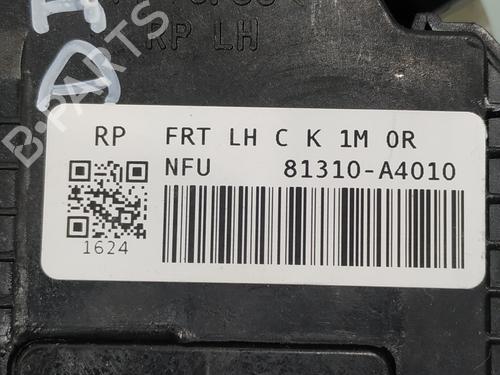 RP LH
B-PARTS
RP FRT LH C K 1M 0R
NFU 81310-A4010
1624